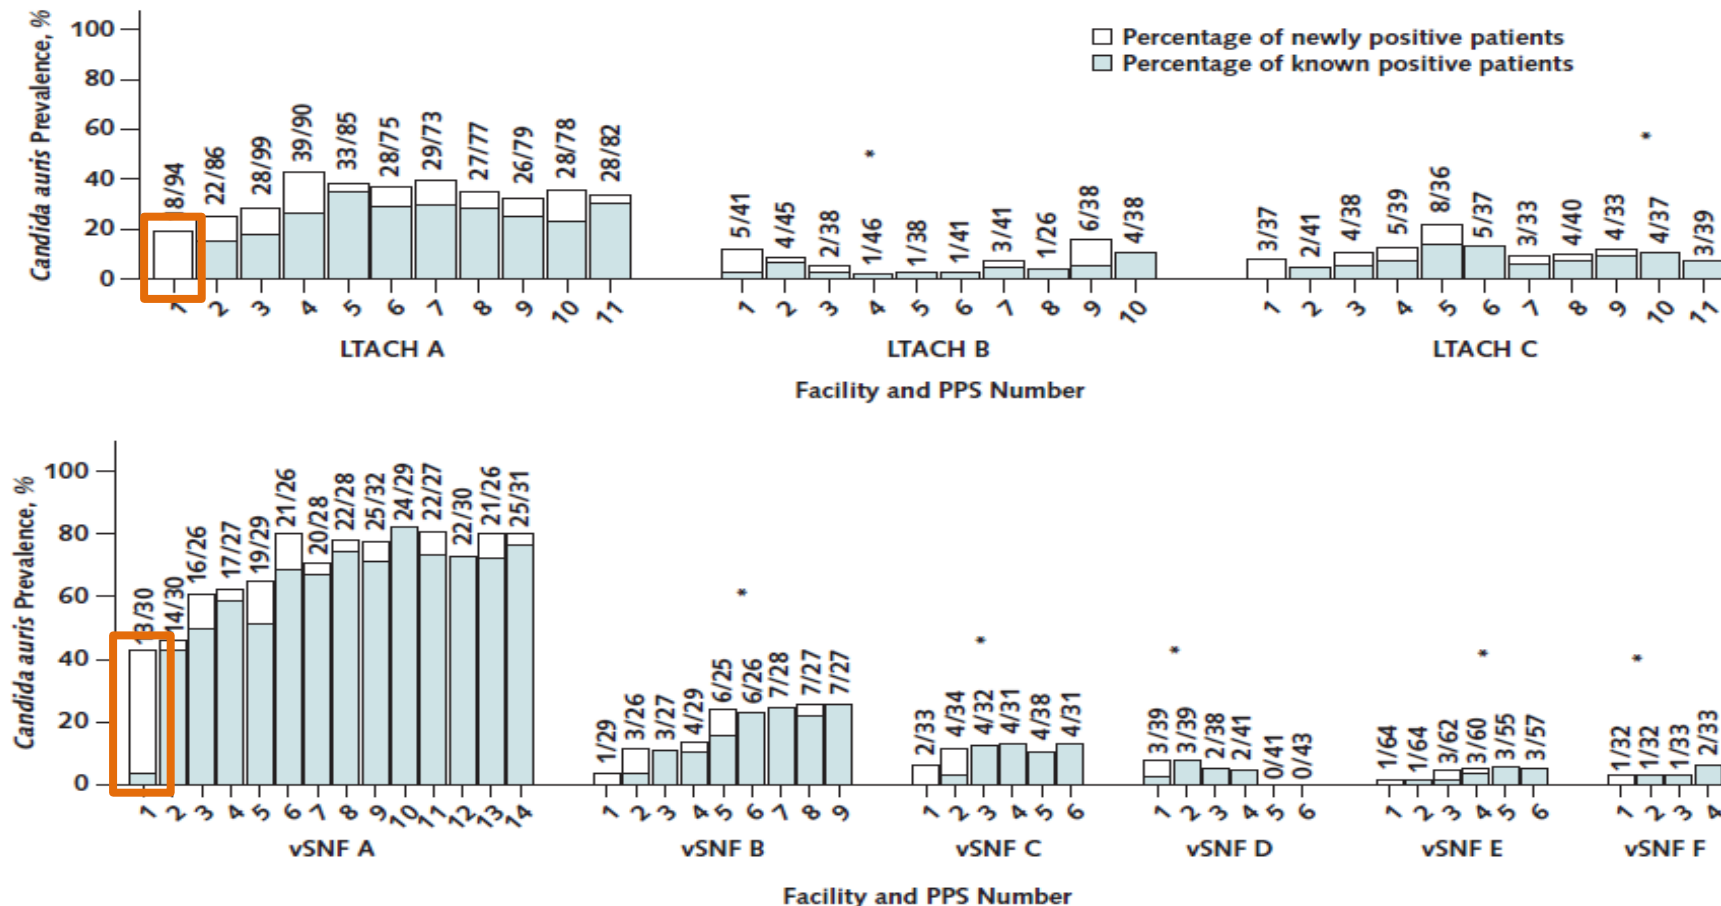 100
80
60
40
20
0
Candida auris Prevalence, %
Percentage of newly positive patients
Percentage of known positive patients
8/94 22/86 28/99 39/90 33/85 28/75 29/73 27/77 26/79 28/78 28/82
5/41 4/45 2/38 * 1/46 1/38 1/41 3/41 1/26 6/38 4/38
3/37 2/41 4/38 5/39 8/36 5/37 3/33 4/40 4/33 * 4/37 3/39
1 2 3 4 5 6 7 8 9 10 11
1 2 3 4 5 6 7 8 9 10
1 2 3 4 5 6 7 8 9 10 11
LTACH A LTACH B LTACH C
Facility and PPS Number
100
80
60
40
20
0
Candida auris Prevalence, %
13/30 14/30 16/26 17/27 19/29 21/26 20/28 22/28 25/32 24/29 22/27 22/30 21/26 25/31
1/29 3/26 3/27 4/29 6/25 * 6/26 7/28 7/27 7/27
2/33 4/34 * 4/32 4/31 4/38 4/31
3/39 * 3/39 2/38 2/41 0/41 0/43
1/64 1/64 3/62 * 3/60 3/55 3/57
1/32 * 1/32 1/33 2/33
1 2 3 4 5 6 7 8 9 10 11 12 13 14
1 2 3 4 5 6 7 8 9
1 2 3 4 5 6
1 2 3 4 5 6
1 2 3 4 5 6
1 2 3 4
vSNF A vSNF B vSNF C vSNF D vSNF E vSNF F
Facility and PPS Number